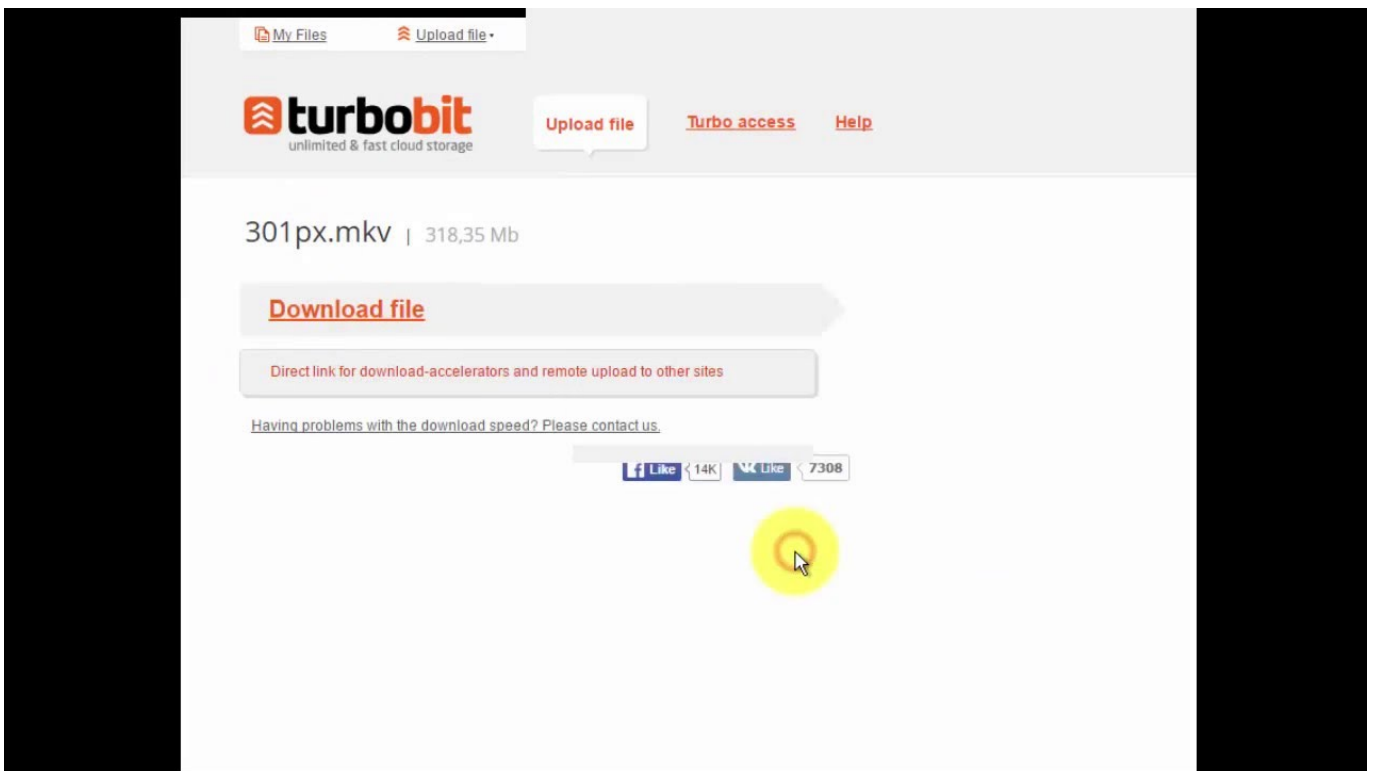 My Files Upload file
turbobit
unlimited & fast cloud storage
Upload file Turbo access Help
301px.mkv | 318,35 Mb
Download file
Direct link for download-accelerators and remote upload to other sites
Having problems with the download speed? Please contact us.
Like 14K Like 7308